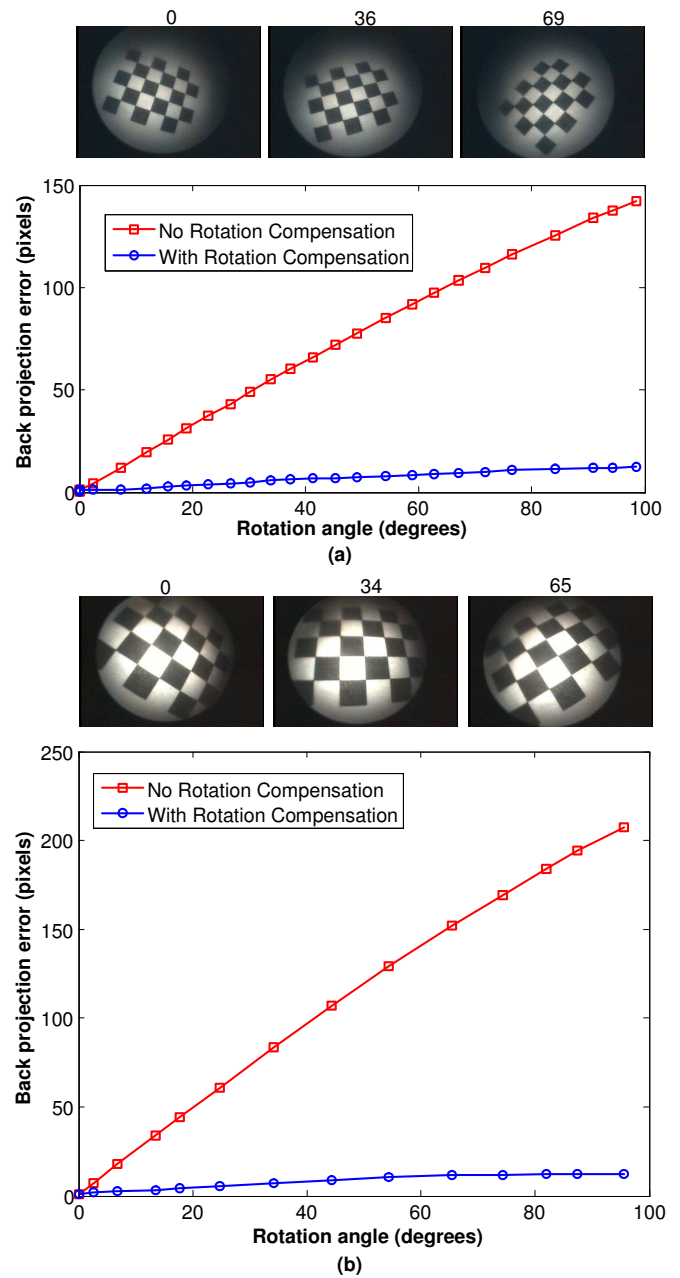 0 36 69
150
100
50
0
Back projection error (pixels)
No Rotation Compensation
With Rotation Compensation
0 20 40 60 80 100
Rotation angle (degrees)
(a)
0 34 65
250
200
150
100
50
0
Back projection error (pixels)
No Rotation Compensation
With Rotation Compensation
0 20 40 60 80 100
Rotation angle (degrees)
(b)